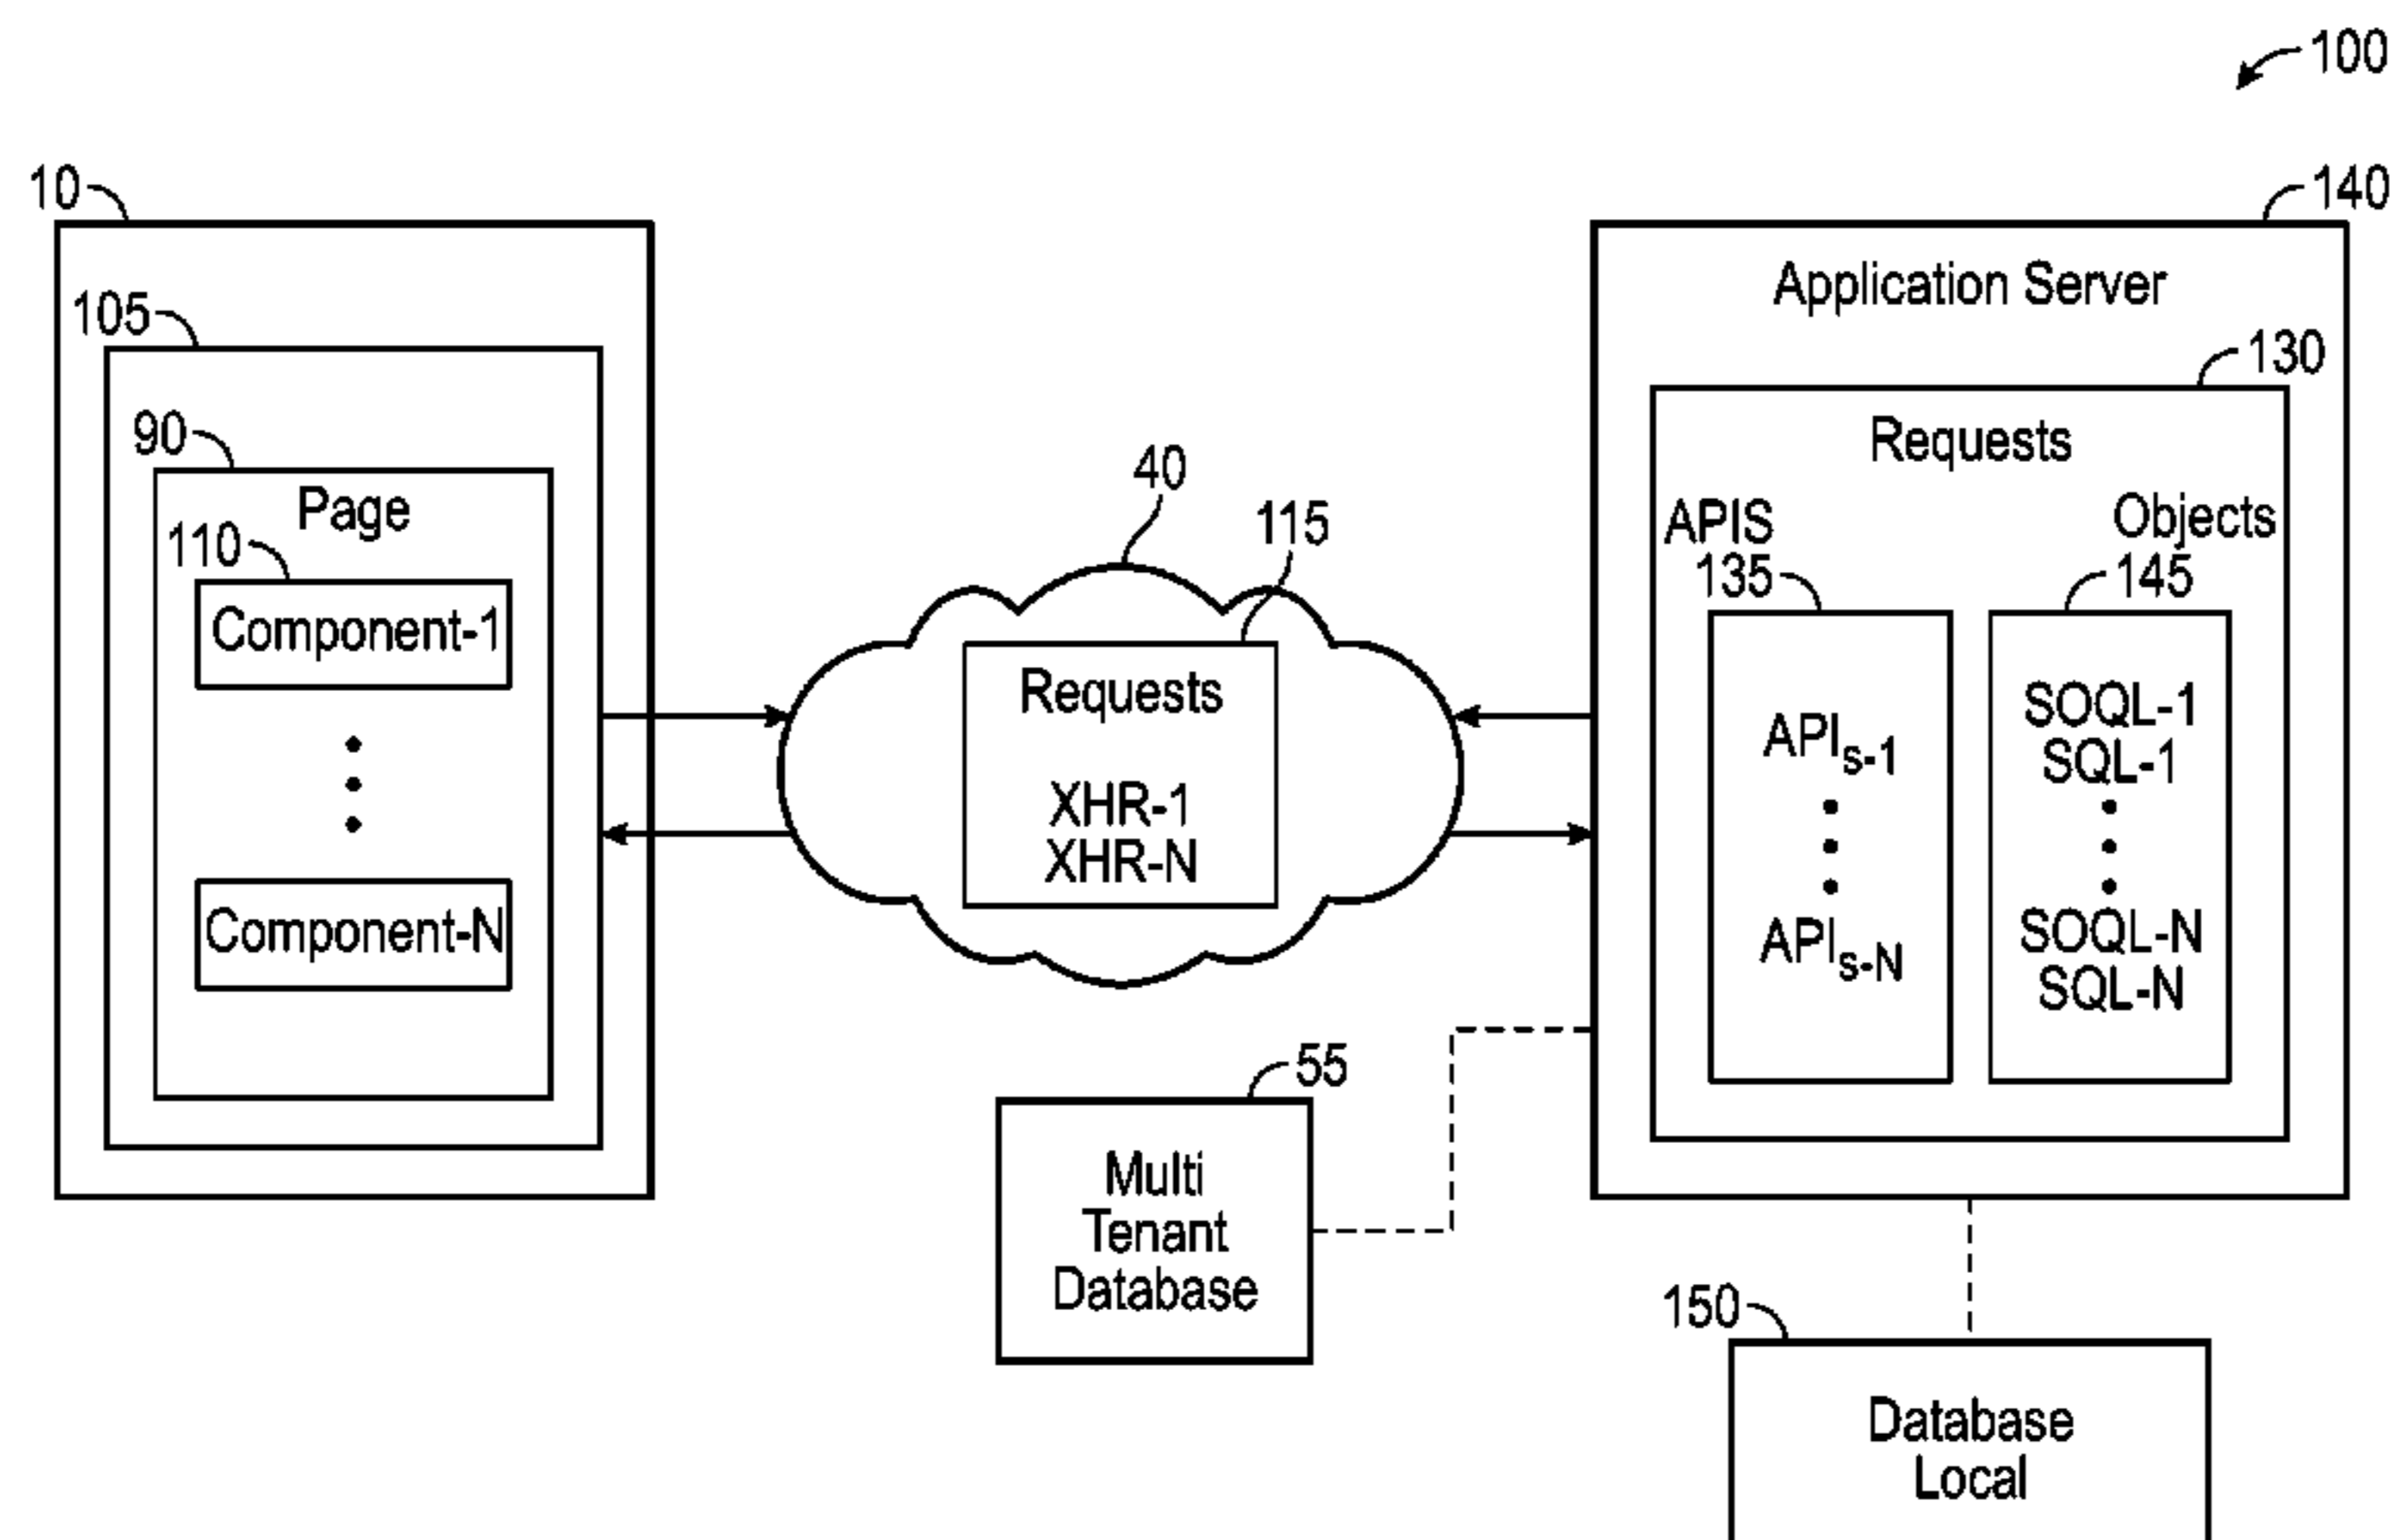 100
10
140
Application Server
105
130
Requests
90
Page
40
115
APIS
Objects
110
135
145
Component-1
Requests
SOQL-1
SQL-1
API s-1
XHR-1
XHR-N
Component-N
SOQL-N
SQL-N
API s-N
55
Multi
Tenant
Database
150
Database
Local